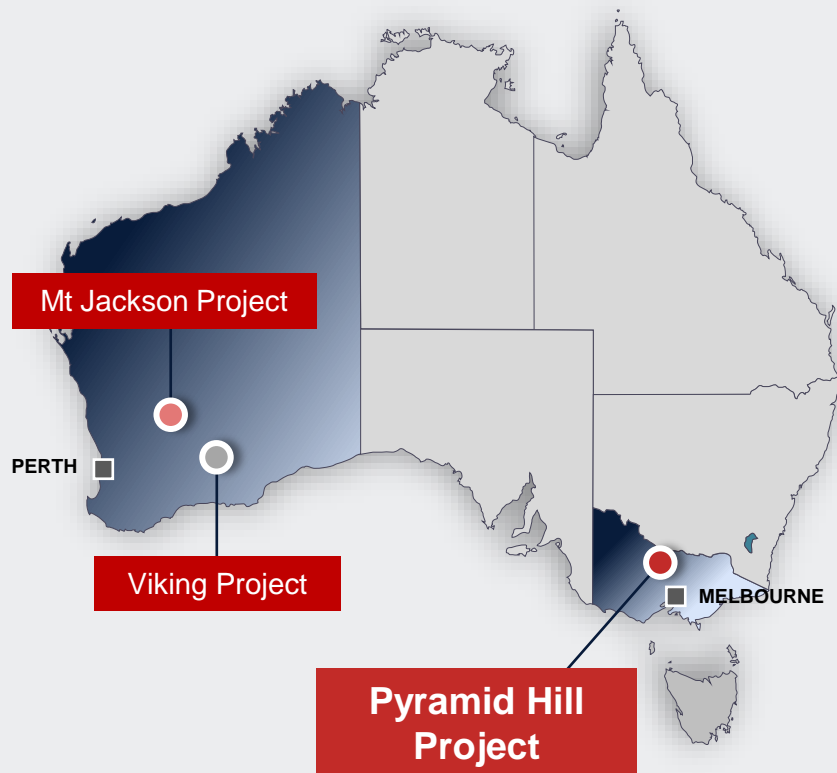 Mt Jackson Project
PERTH
Viking Project
MELBOURNE
Pyramid Hill
Project